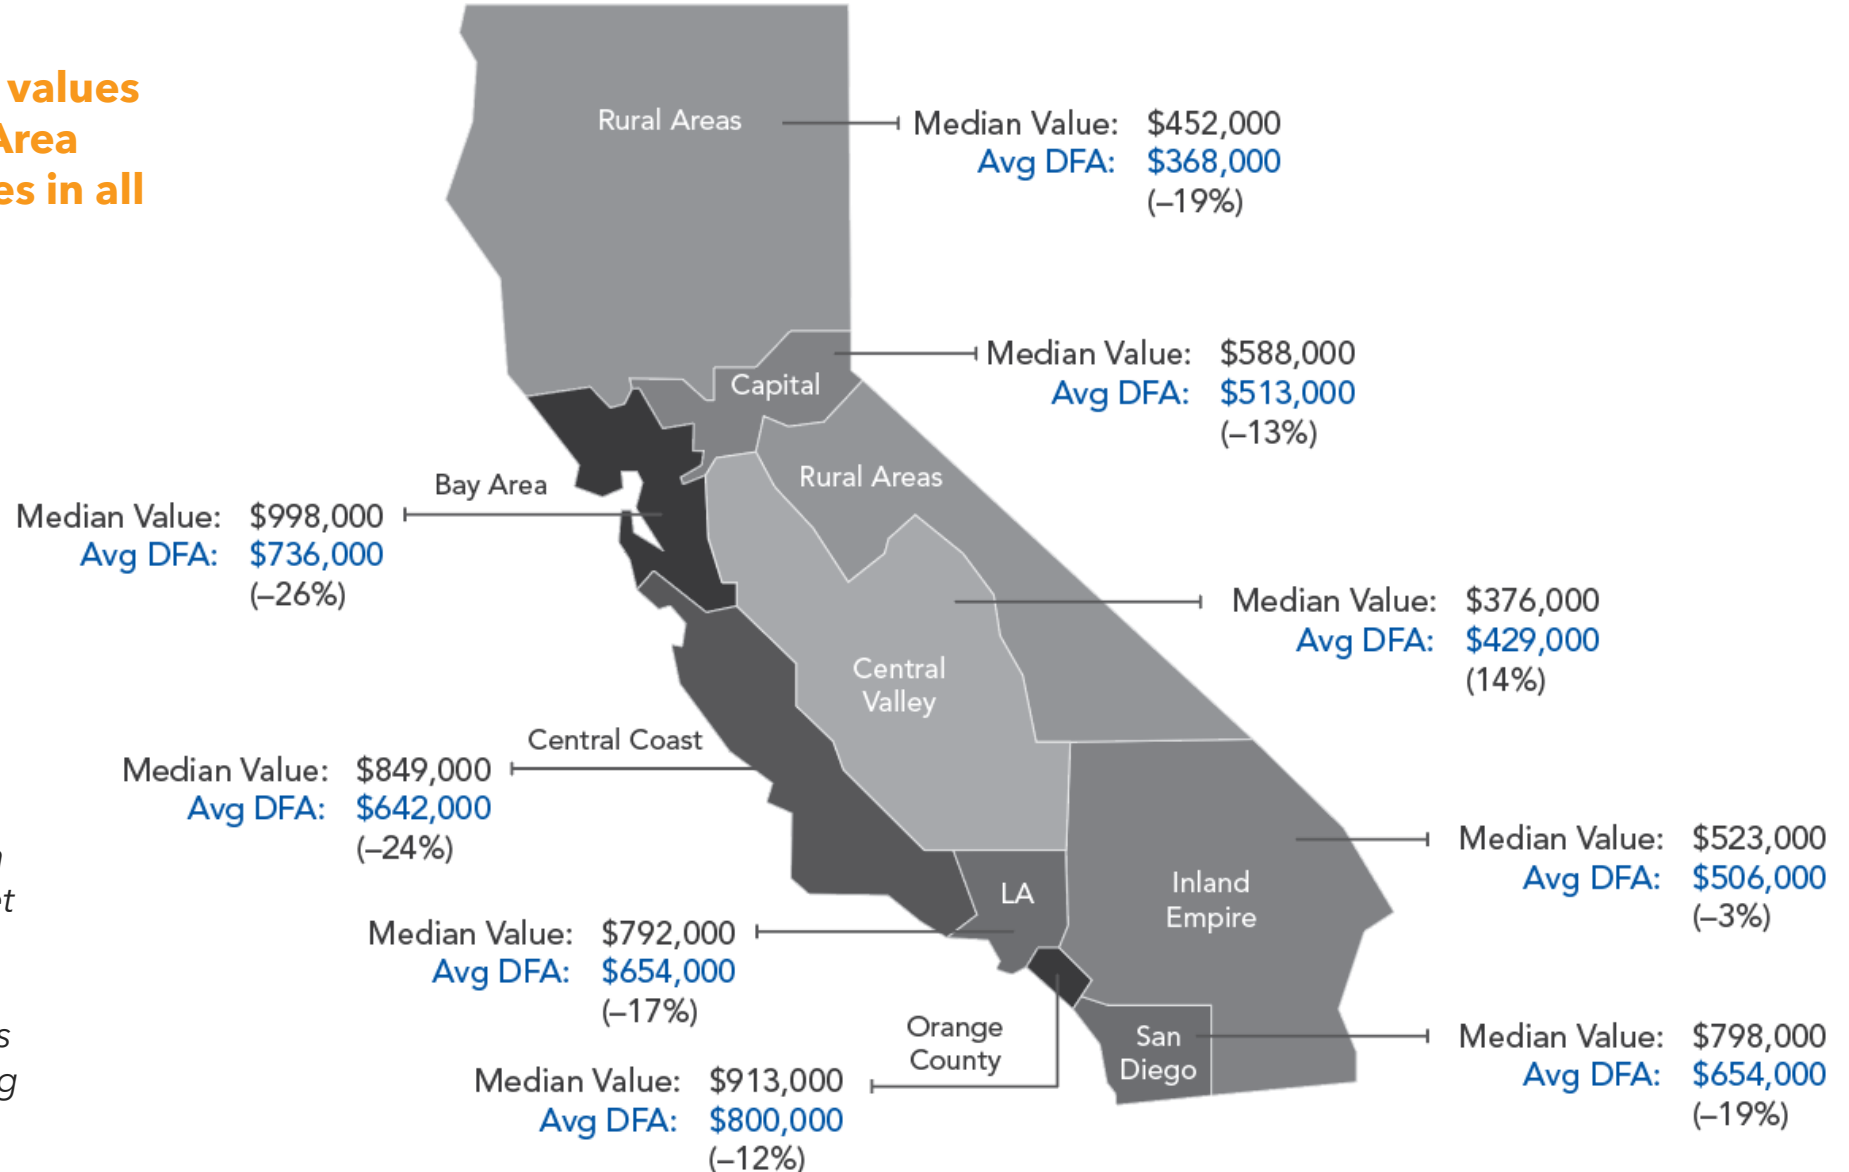 values
Area
es in all
Rural Areas
Median Value: $452,000
Avg DFA: $368,000
(–19%)
Capital
Median Value: $588,000
Avg DFA: $513,000
(–13%)
Rural Areas
Bay Area
Median Value: $998,000
Avg DFA: $736,000
(–26%)
Median Value: $376,000
Avg DFA: $429,000
(14%)
Central
Valley
Central Coast
Median Value: $849,000
Avg DFA: $642,000
(–24%)
Inland
Empire
Median Value: $523,000
Avg DFA: $506,000
(–3%)
LA
Median Value: $792,000
Avg DFA: $654,000
(–17%)
Orange
County
Median Value: $913,000
Avg DFA: $800,000
(–12%)
San
Diego
Median Value: $798,000
Avg DFA: $654,000
(–19%)